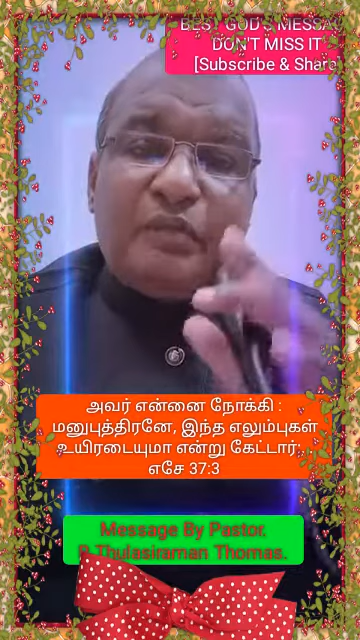 BEST GOD'S MESSA
DON'T MISS IT
[Subscribe & Share
அவர் என்னை நோக்கி :
மனுபுத்திரனே, இந்த எலும்புகள்
உயிரடையுமா என்று கேட்டார்;
எசே 37:3
Message By Pastor.
Thulasiraman Thomas.